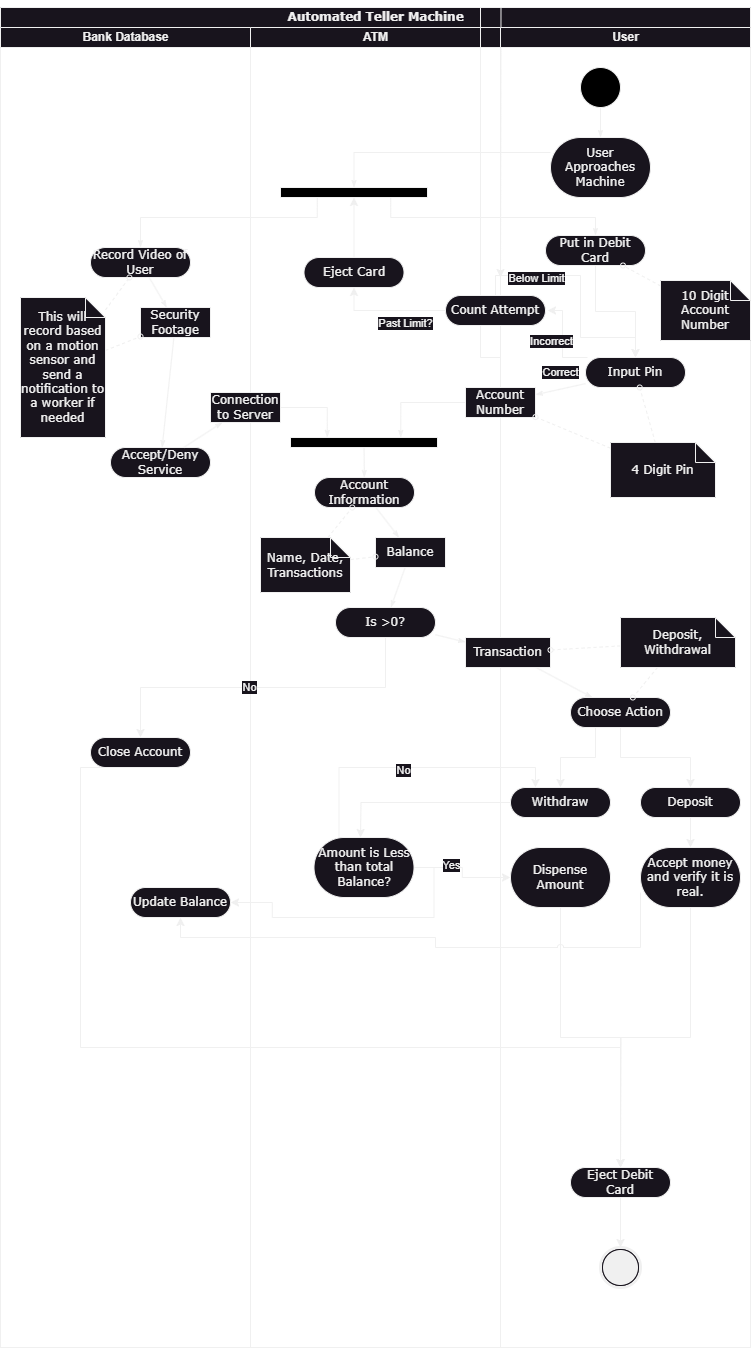 Automated Teller Machine
Bank Database
ATM
User
User
Approaches
Machine
Record Video of
User
Eject Card
Put in Debit
Card
Below Limit
This will
record based
on a motion
sensor and
send a
notification to
a worker if
needed
Security
Footage
Past Limit?
Count Attempt
10 Digit
Account
Number
Incorrect
Correct
Input Pin
Connection
to Server
Account
Number
Accept/Deny
Service
4 Digit Pin
Account
Information
Name, Date,
Transactions
Balance
Is >0?
Transaction
Deposit,
Withdrawal
No
Choose Action
Close Account
No
Withdraw
Deposit
Amount is Less
than total
Balance?
Yes
Dispense
Amount
Accept money
and verify it is
real.
Update Balance
Eject Debit
Card